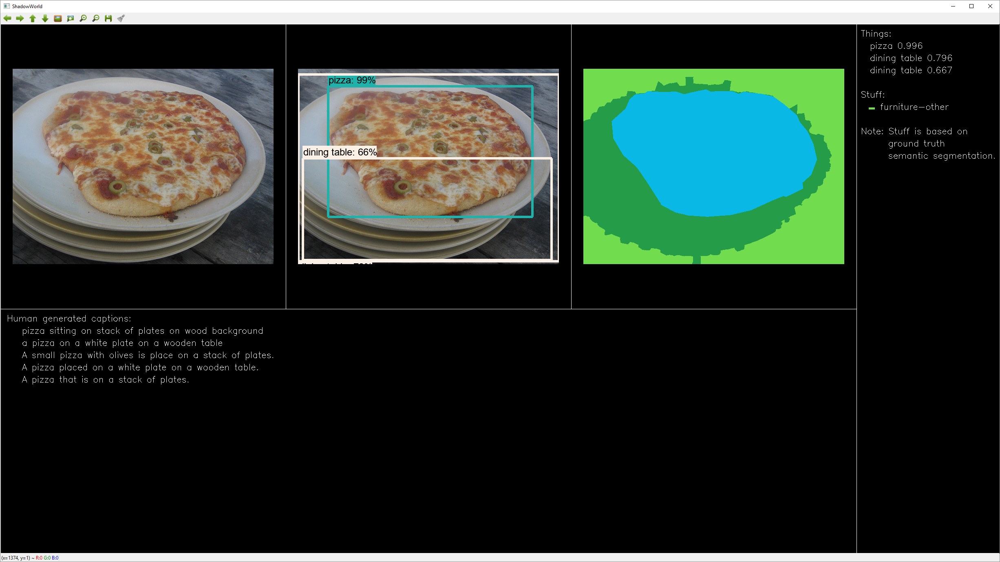 ShadowWorld
pizza: 99%
dining table: 66%
Things:
pizza 0.996
dining table 0.796
dining table 0.667
Stuff:
furniture-other
Note: Stuff is based on
ground truth
semantic segmentation.
Human generated captions:
pizza sitting on stack of plates on wood background
a pizza on a white plate on a wooden table
A small pizza with olives is place on a stack of plates.
A pizza placed on a white plate on a wooden table.
A pizza that is on a stack of plates.
(x=1374, y=1) ~ R:0 G:0 B:0